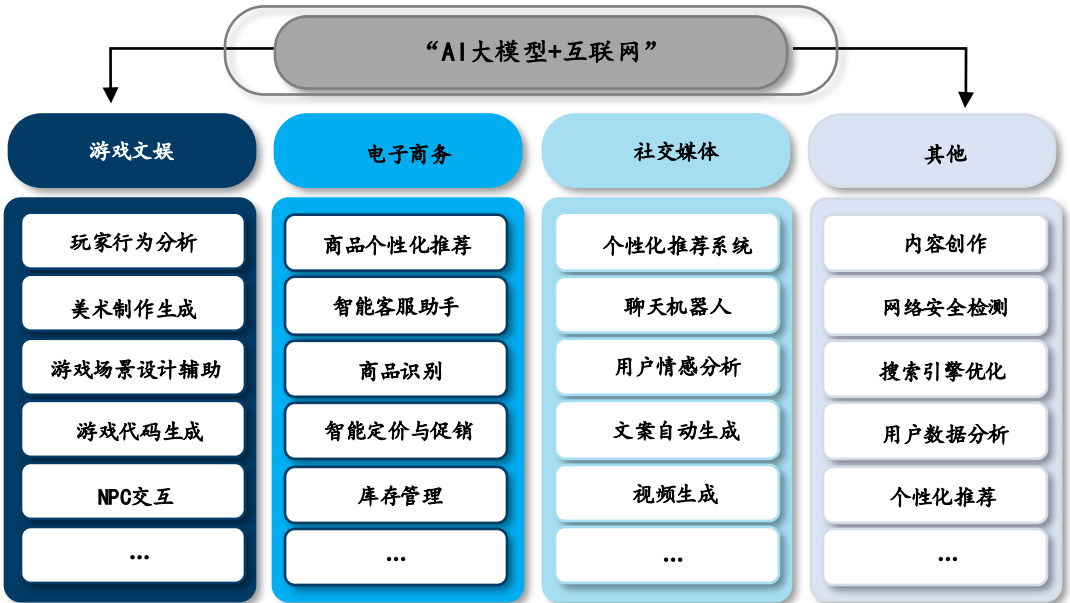 “AI大模型+互联网”
游戏文娱
玩家行为分析
美术制作生成
游戏场景设计辅助
游戏代码生成
NPC交互
…
电子商务
商品个性化推荐
智能客服助手
商品识别
智能定价与促销
库存管理
…
社交媒体
个性化推荐系统
聊天机器人
用户情感分析
文案自动生成
视频生成
…
其他
内容创作
网络安全检测
搜索引擎优化
用户数据分析
个性化推荐
…